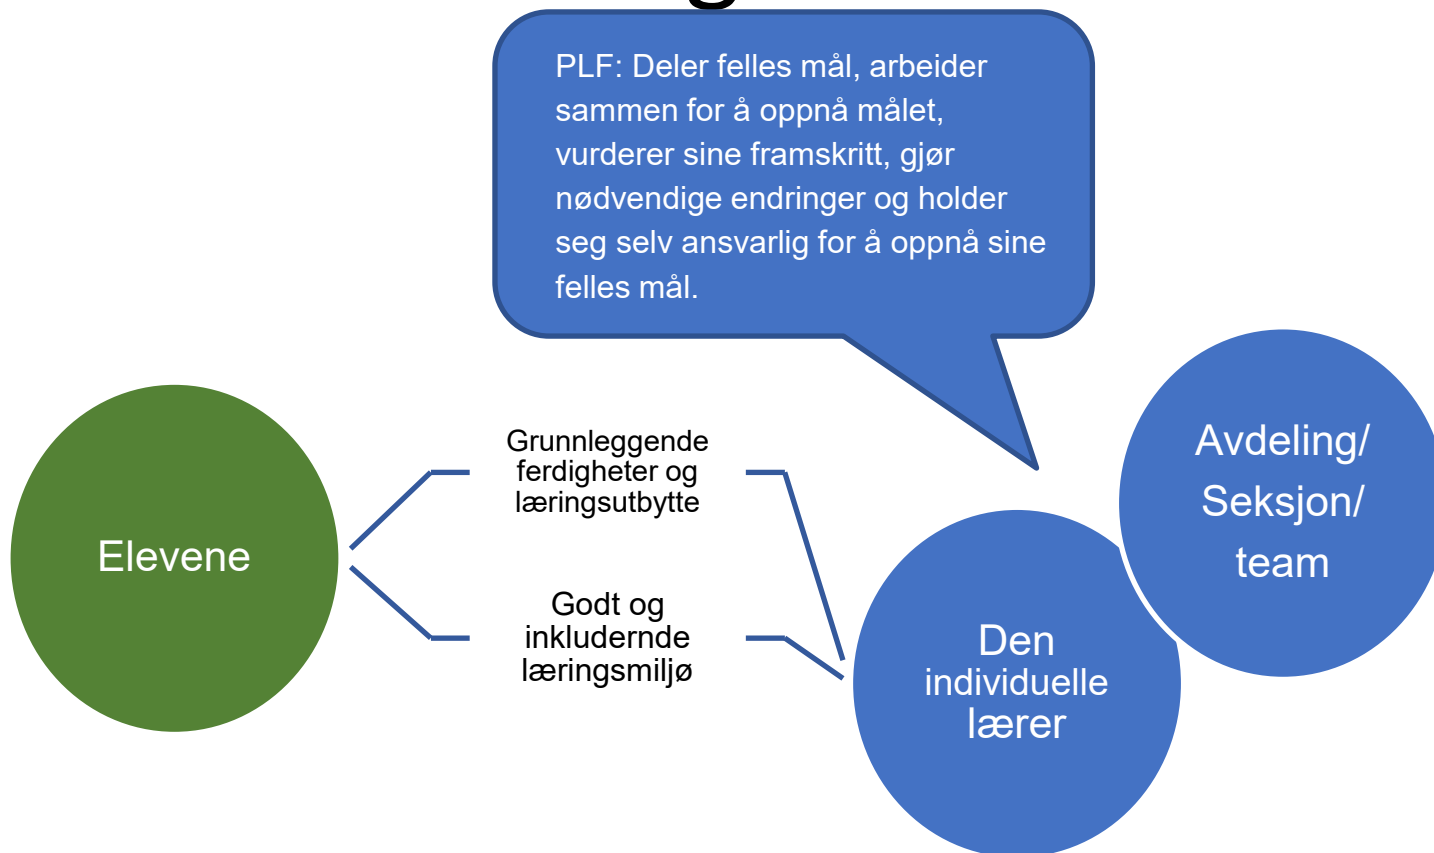 PLF: Deler felles mål, arbeider
sammen for å oppnå målet,
vurderer sine framskritt, gjør
nødvendige endringer og holder
seg selv ansvarlig for å oppnå sine
felles mål.
Elevene
Grunnleggende
ferdigheter og
læringsutbytte
Godt og
inkludernde
læringsmiljø
Den
individuelle
lærer
Avdeling/
Seksjon/
team